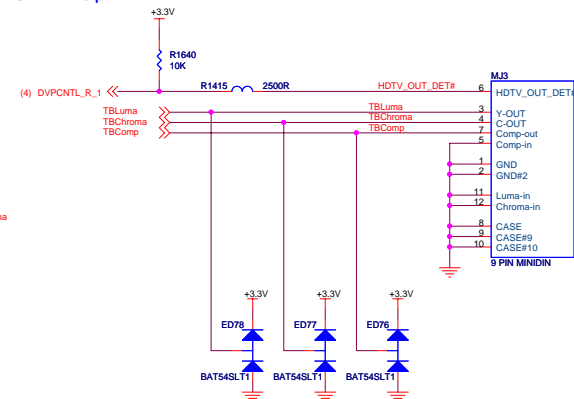 +3.3V
R1640
10K
MJ3
(4) DVPCNTL_R_1
R1415
2500R
HDTV_OUT_DET#
6
HDTV_OUT_DET#
TBLuma
TBLuma
3
Y-OUT
TBChroma
TBChroma
4
C-OUT
TBComp
TBComp
7
Comp-out
5
Comp-in
1
GND
2
GND#2
11
Luma-in
12
Chroma-in
8
CASE
9
CASE#9
10
CASE#10
9 PIN MINIDIN
+3.3V
+3.3V
+3.3V
ED78
ED77
ED76
BAT54SLT1
BAT54SLT1
BAT54SLT1